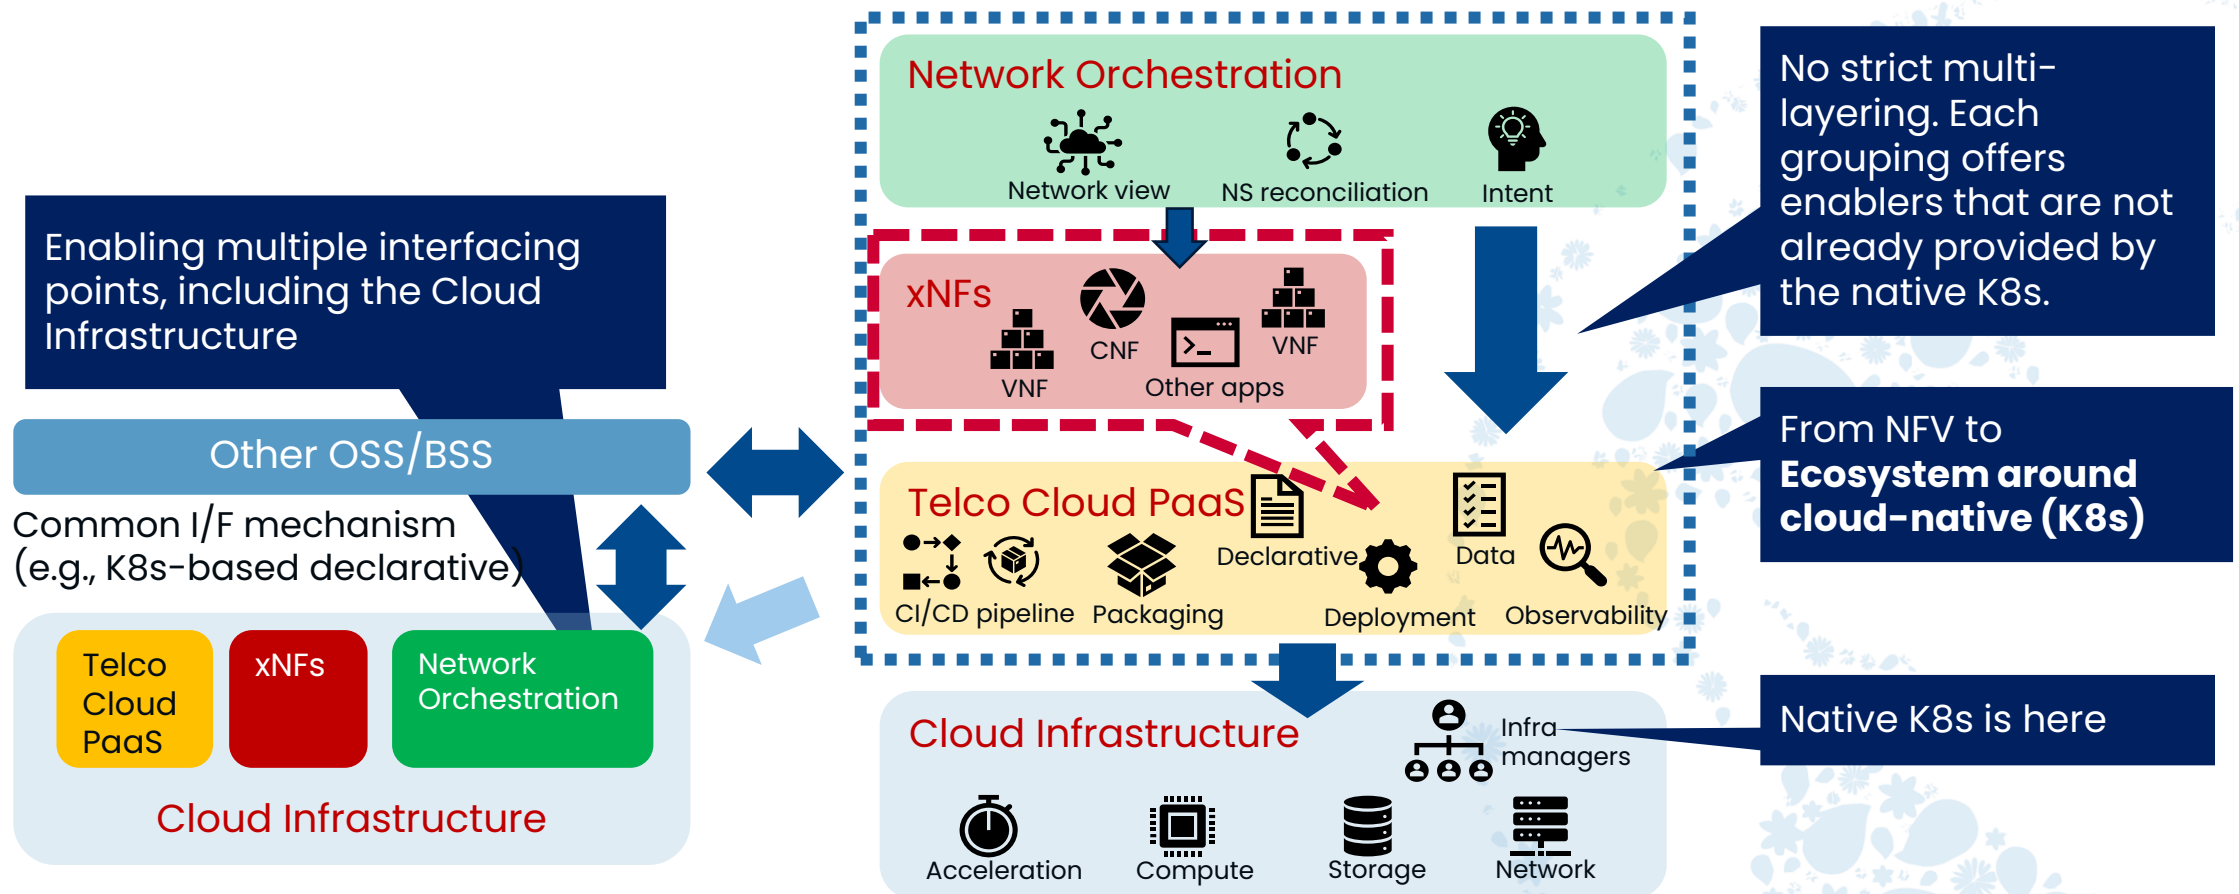 Network Orchestration
Network view
NS reconciliation
Intent
xNFs
VNF
CNF
Other apps
VNF
Telco Cloud PaaS
CI/CD pipeline
Packaging
Declarative
Deployment
Data
Observability
Cloud Infrastructure
Infra
managers
Acceleration
Compute
Storage
Network
Enabling multiple interfacing
points, including the Cloud
Infrastructure
Other OSS/BSS
Common I/F mechanism
(e.g., K8s-based declarative)
Telco
Cloud
PaaS
xNFs
Network
Orchestration
Cloud Infrastructure
No strict multi-
layering. Each
grouping offers
enablers that are not
already provided by
the native K8s.
From NFV to
Ecosystem around
cloud-native (K8s)
Native K8s is here